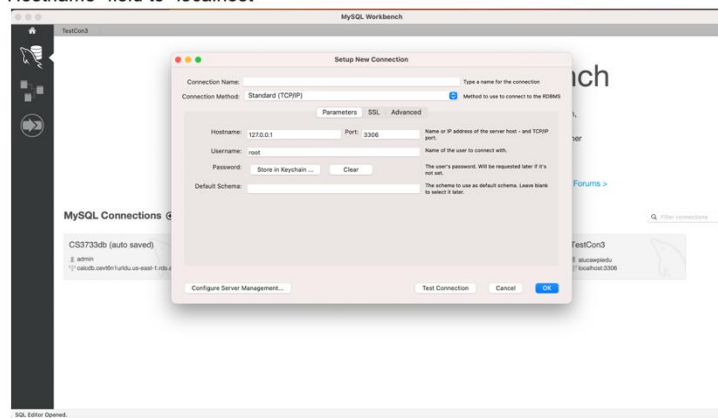 "Hostname" field to "localhost"
MySQL Workbench
TestCon3
Setup New Connection
Connection Name:
Type a name for the connection
Connection Method: Standard (TCP/IP)
Method to use to connect to the RDBMS
Parameters SSL Advanced
Hostname: 127.0.0.1 Port: 3306
Name or IP address of the server host - and TCP/IP
port.
Username: root
Name of the user to connect with.
Password: Store in Keychain ... Clear
The user's password. Will be requested later if it's
not set.
Default Schema:
The schema to use as default schema. Leave blank
to select it later.
Configure Server Management...
Test Connection Cancel OK
nch
Forums >
MySQL Connections
Filter connections
CS3733db (auto saved)
admin
TestCon3
alucawpiedu
localhost:3306
SQL Editor Opened.